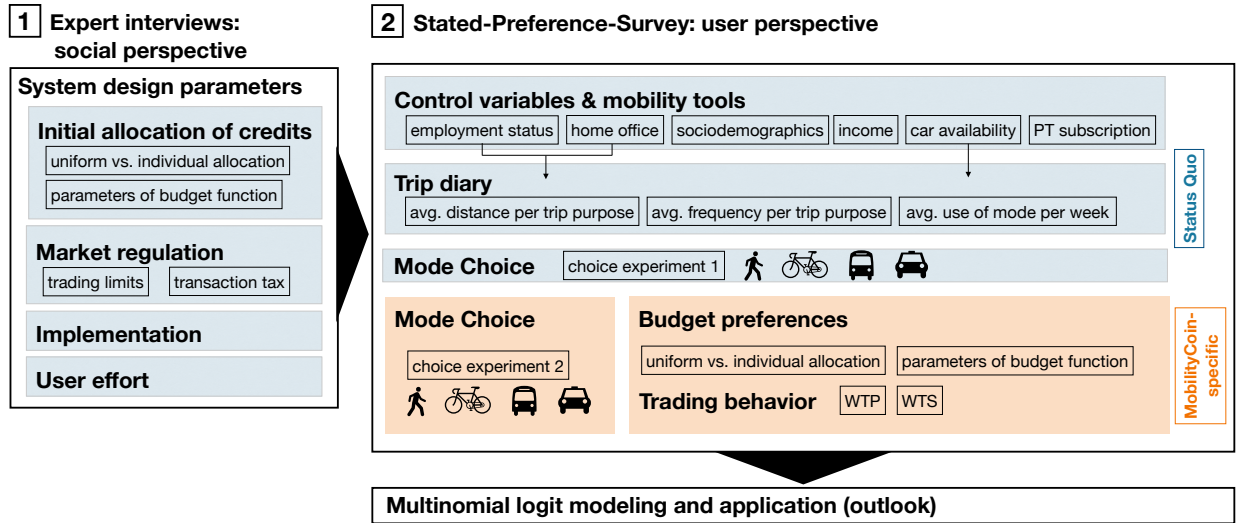 1 Expert interviews:
social perspective
System design parameters
Initial allocation of credits
uniform vs. individual allocation
parameters of budget function
Market regulation
trading limits transaction tax
Implementation
User effort
2 Stated-Preference-Survey: user perspective
Control variables & mobility tools
employment status home office sociodemographics income car availability PT subscription
Trip diary
avg. distance per trip purpose avg. frequency per trip purpose avg. use of mode per week
Mode Choice choice experiment 1
Status Quo
Mode Choice
choice experiment 2
Budget preferences
uniform vs. individual allocation parameters of budget function
Trading behavior WTP WTS
MobilityCoin-
specific
Multinomial logit modeling and application (outlook)